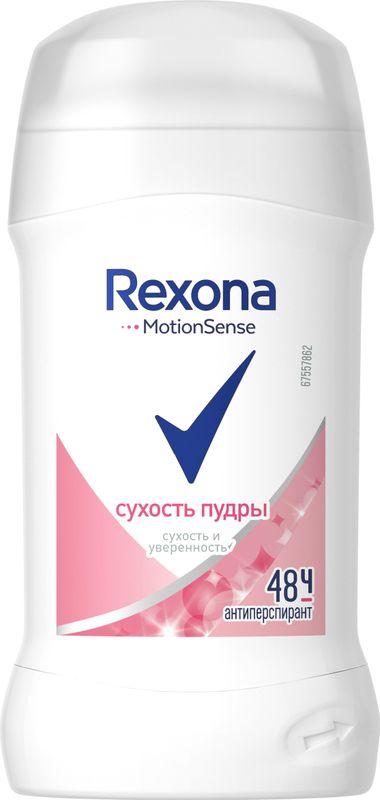 Rexona
MotionSense
67557862
сухость пудры
сухость и
уверенность
48ч
антиперспирант